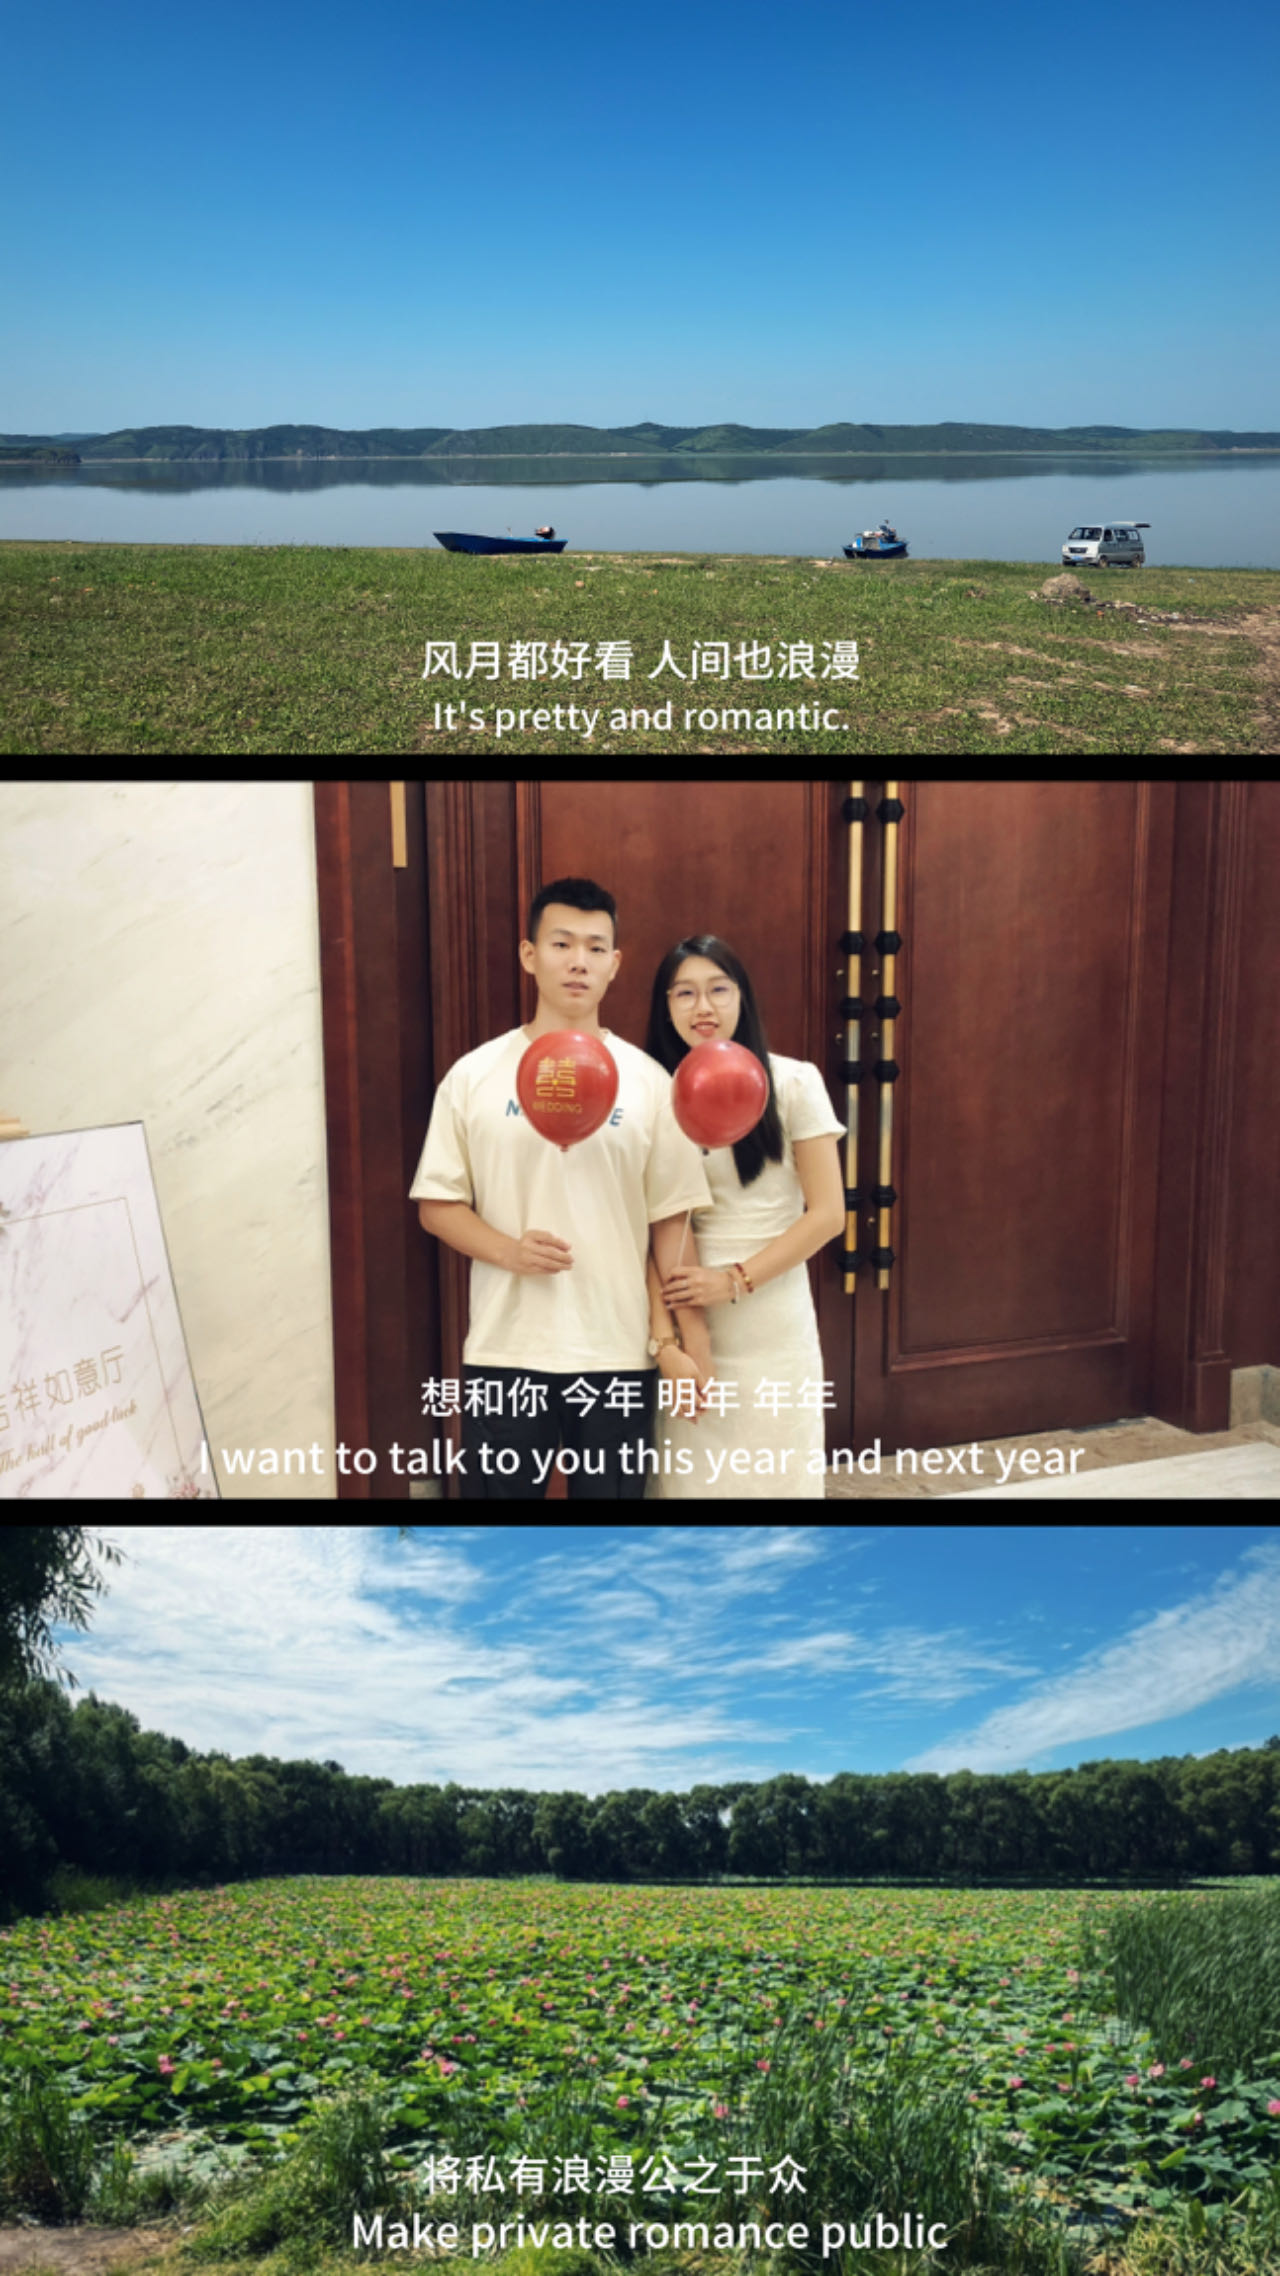 风月都好看 人间也浪漫
It's pretty and romantic.
囍
WEDDING
祥如意厅
The hall of good luck
想和你 今年 明年 年年
I want to talk to you this year and next year
将私有浪漫公之于众
Make private romance public